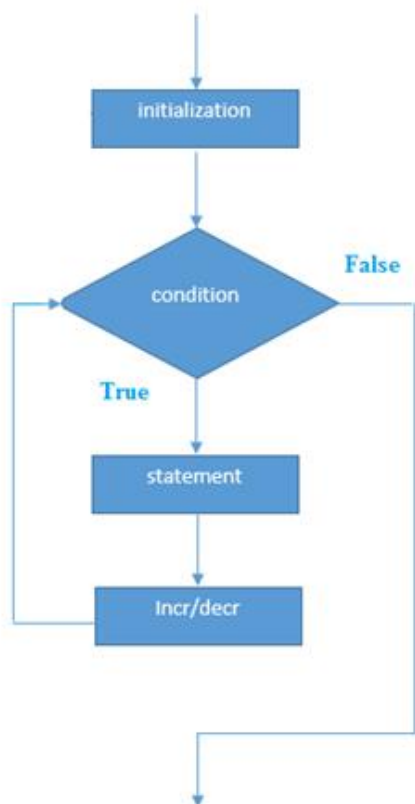 initialization
condition
False
True
statement
Incr/decr